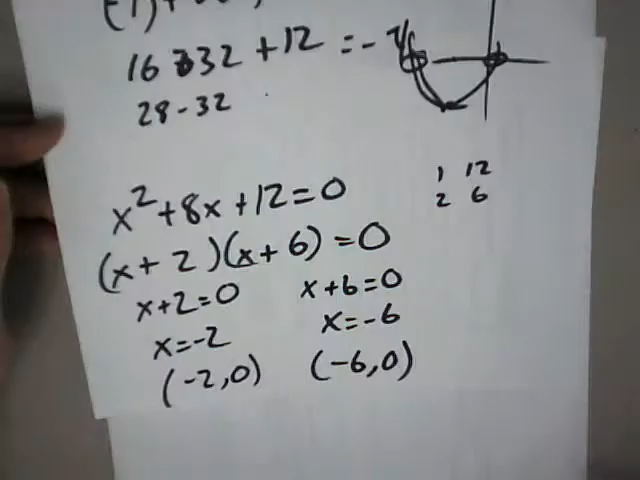 16 - 32 + 12 = -4
28 - 32
1 12
x² + 8x + 12 = 0
2 6
(x + 2)(x + 6) = 0
x + 2 = 0 x + 6 = 0
x = -2 x = -6
(-2, 0) (-6, 0)